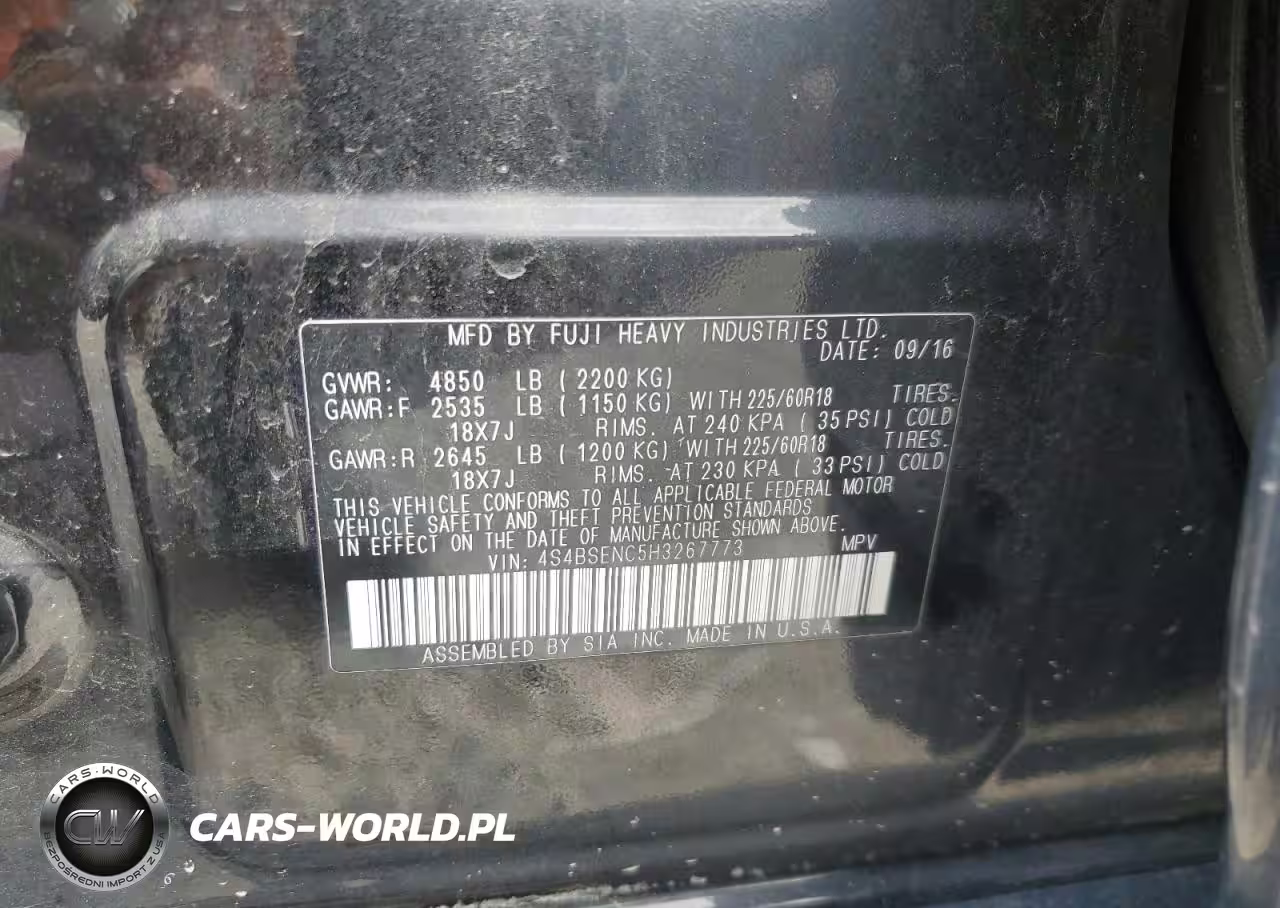 MFD BY FUJI HEAVY INDUSTRIES LTD.
DATE: 09/16
GVWR: 4850 LB ( 2200 KG)
GAWR:F 2535 LB ( 1150 KG) WITH 225/60R18 TIRES.
18X7J RIMS. AT 240 KPA ( 35 PSI) COLD
GAWR:R 2645 LB ( 1200 KG) WITH 225/60R18 TIRES.
18X7J RIMS. AT 230 KPA ( 33 PSI) COLD
THIS VEHICLE CONFORMS TO ALL APPLICABLE FEDERAL MOTOR
VEHICLE SAFETY AND THEFT PREVENTION STANDARDS
IN EFFECT ON THE DATE OF MANUFACTURE SHOWN ABOVE.
VIN: 4S4BSENC5H3267773 MPV
ASSEMBLED BY SIA INC. MADE IN U.S.A.
CARS-WORLD
CW
BEZPOŚREDNI IMPORT Z USA
CARS-WORLD.PL